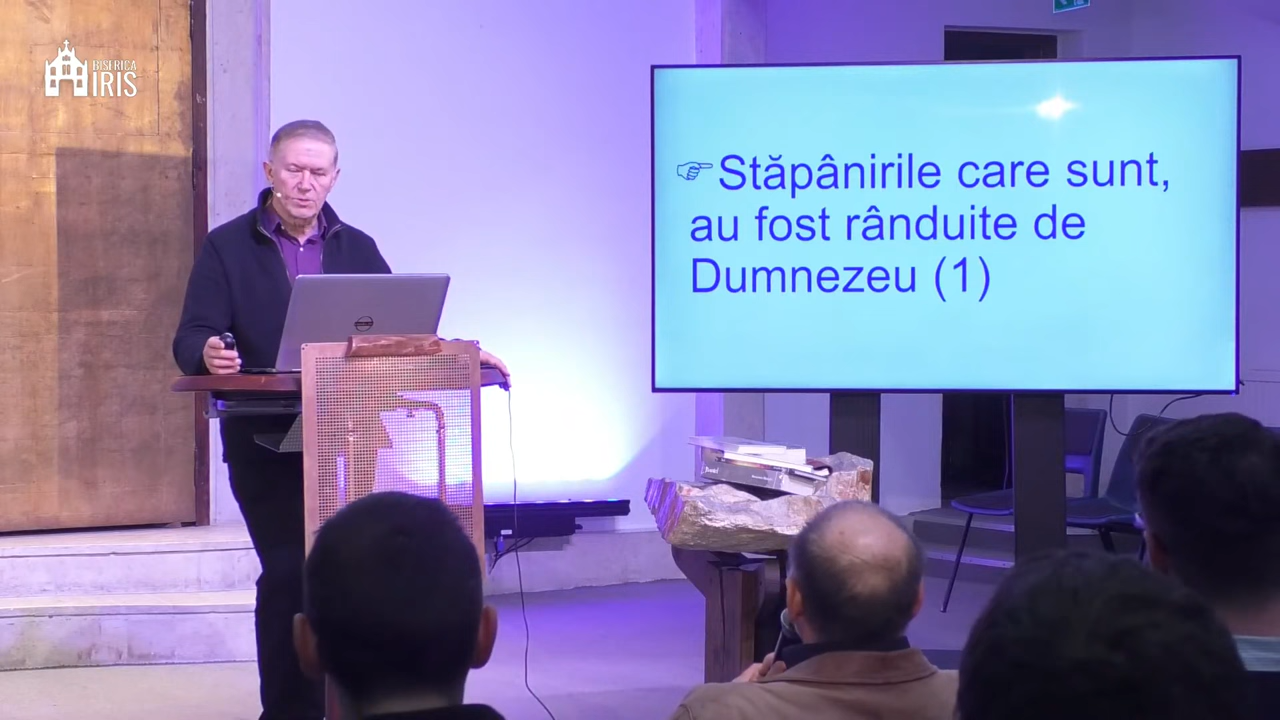 BISERICA
IRIS
☞Stăpânirile care sunt,
au fost rânduite de
Dumnezeu (1)